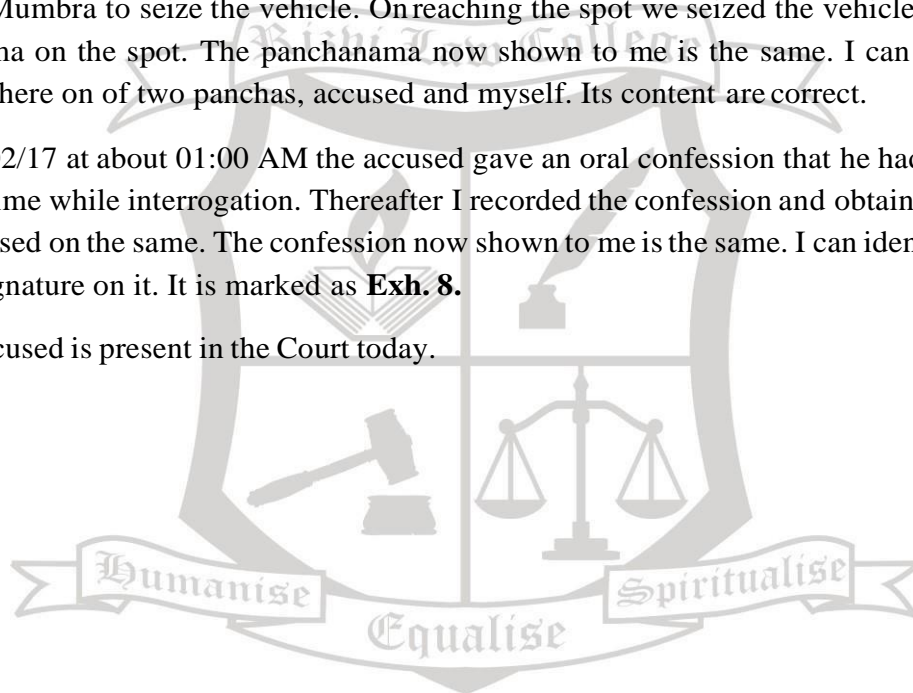 Mumbra to seize the vehicle. On reaching the spot we seized the vehicle
na on the spot. The panchanama now shown to me is the same. I can
here on of two panchas, accused and myself. Its content are correct.
02/17 at about 01:00 AM the accused gave an oral confession that he had
ime while interrogation. Thereafter I recorded the confession and obtain
sed on the same. The confession now shown to me is the same. I can iden
gnature on it. It is marked as Exh. 8.
cused is present in the Court today.
Rizvi Law College
Humanise
Equalise
Spiritualise